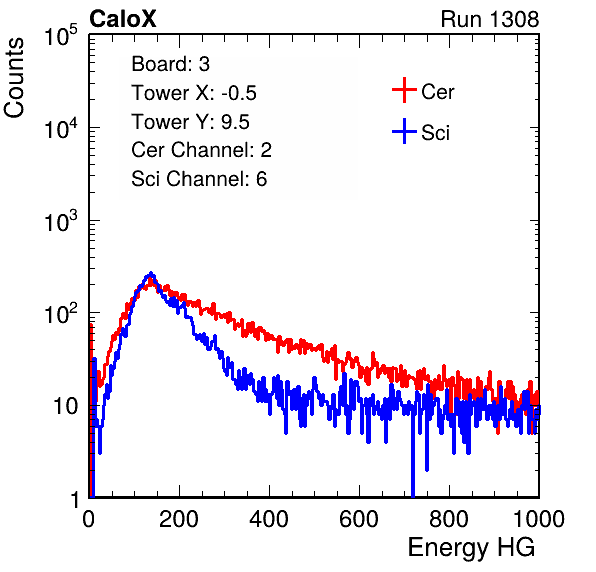 CaloX Run 1308
Counts
10^5
10^4
10^3
10^2
10
1
Board: 3
Tower X: -0.5
Tower Y: 9.5
Cer Channel: 2
Sci Channel: 6
Cer
Sci
0 200 400 600 800 1000
Energy HG